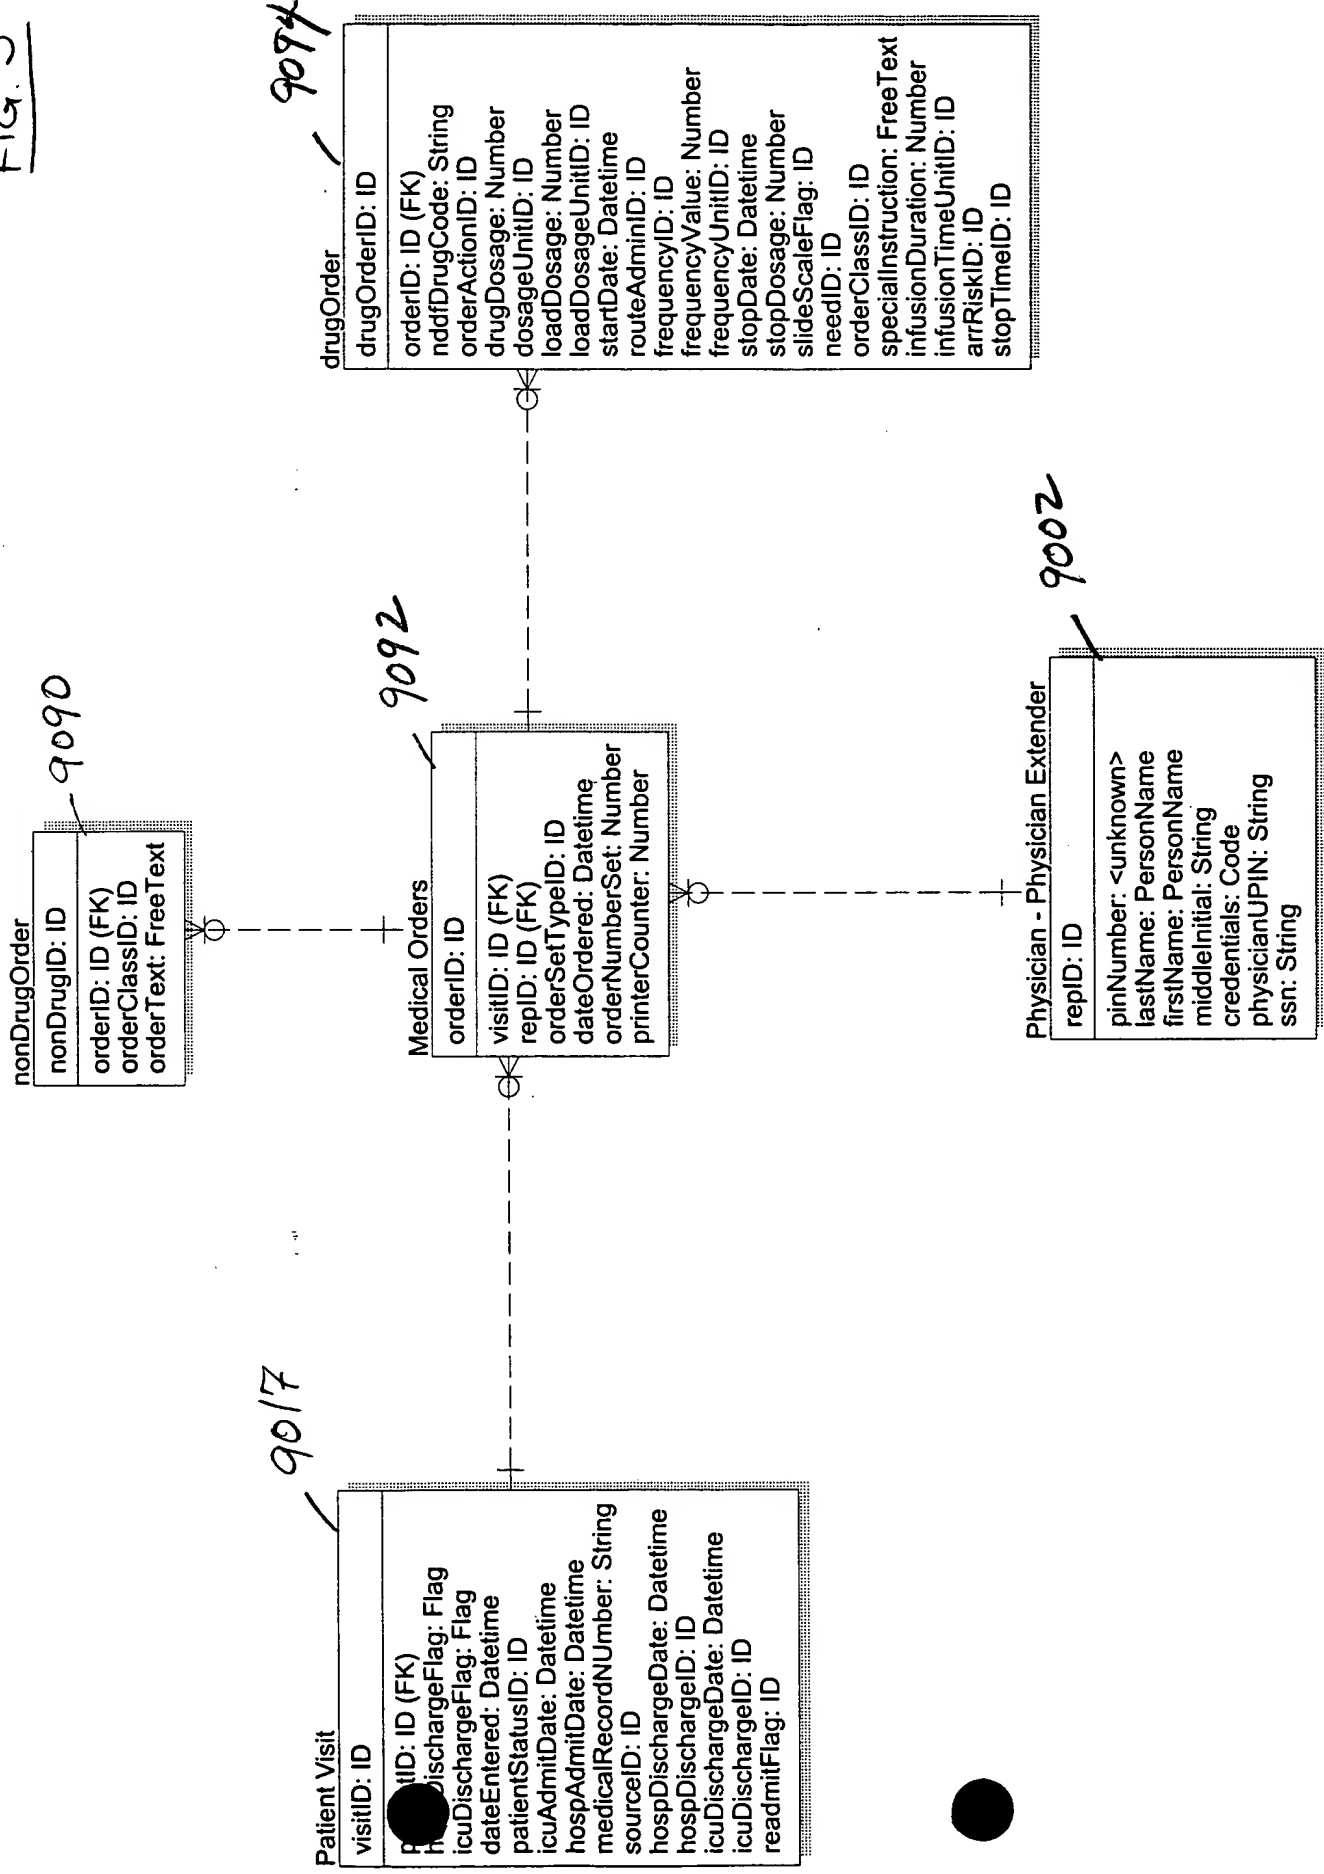 FIG.
nonDrugOrder
9090
nonDrugID: ID
orderID: ID (FK)
orderClassID: ID
orderText: FreeText
Patient Visit
9017
visitID: ID
ID (FK)
Flag
icuDischargeFlag: Flag
dateEntered: Datetime
patientStatusID: ID
icuAdmitDate: Datetime
hospAdmitDate: Datetime
medicalRecordNUmber: String
sourceID: ID
hospDischargeDate: Datetime
hospDischargeID: ID
icuDischargeDate: Datetime
icuDischargeID: ID
readmitFlag: ID
Medical Orders
9092
orderID: ID
visitID: ID (FK)
repID: ID (FK)
orderSetTypeID: ID
dateOrdered: Datetime
orderNumberSet: Number
printerCounter: Number
drugOrder
9094
drugOrderID: ID
orderID: ID (FK)
nddfDrugCode: String
orderActionID: ID
drugDosage: Number
dosageUnitID: ID
loadDosage: Number
loadDosageUnitID: ID
startDate: Datetime
routeAdminID: ID
frequencyID: ID
frequencyValue: Number
frequencyUnitID: ID
stopDate: Datetime
stopDosage: Number
slideScaleFlag: ID
needID: ID
orderClassID: ID
specialInstruction: FreeText
infusionDuration: Number
infusionTimeUnitID: ID
arrRiskID: ID
stopTimeID: ID
Physician - Physician Extender
9002
repID: ID
pinNumber: <unknown>
lastName: PersonName
firstName: PersonName
middleInitial: String
credentials: Code
physicianUPIN: String
ssn: String